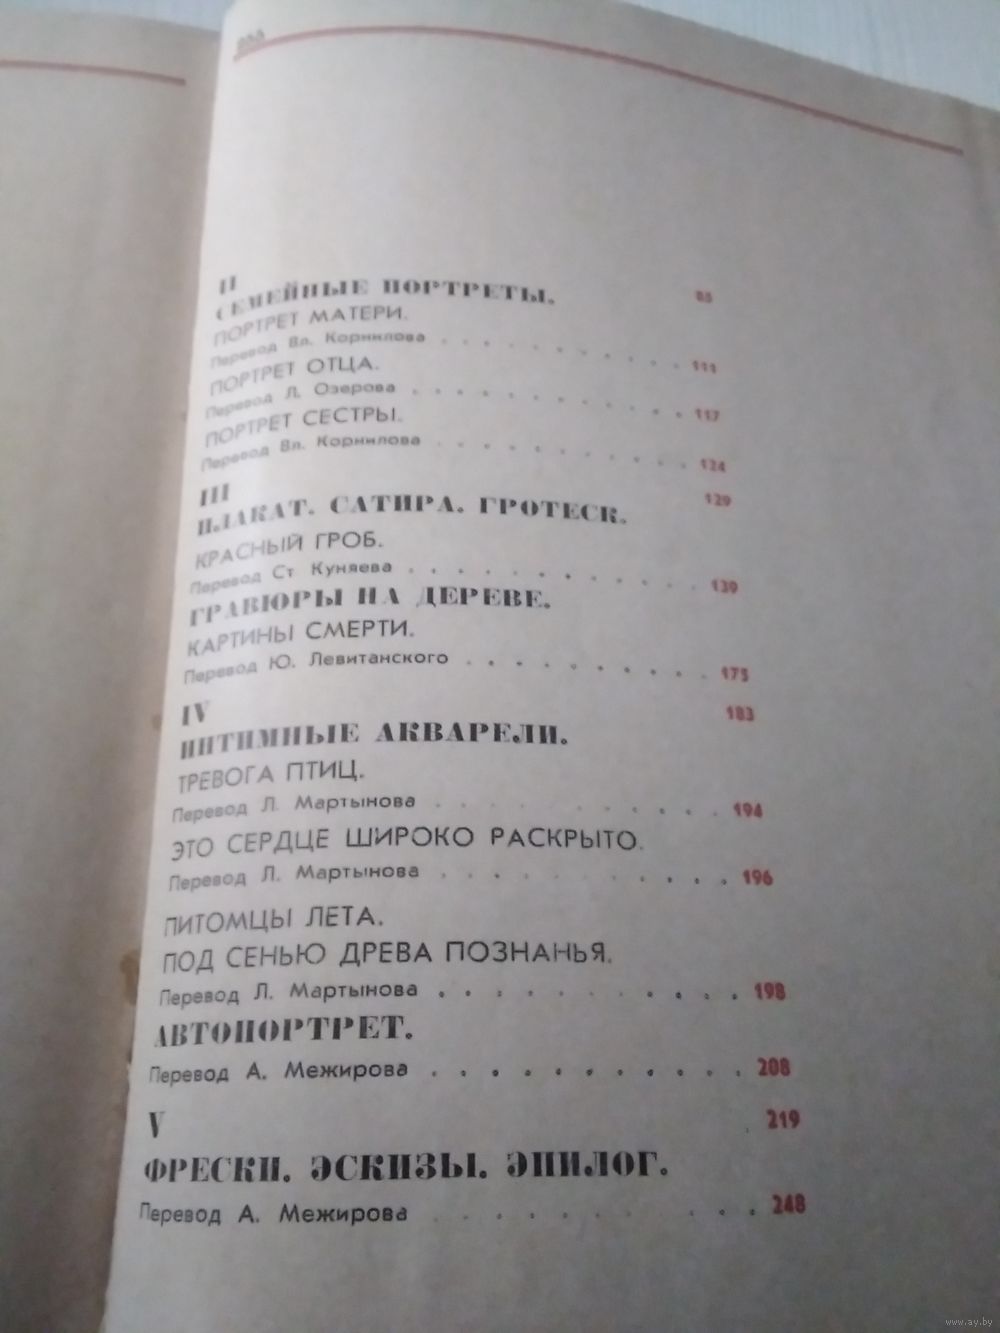 II
СЕМЕЙНЫЕ ПОРТРЕТЫ.
ПОРТРЕТ МАТЕРИ.
Перевод Вл. Корнилова . . . . . . . . . . . 111
ПОРТРЕТ ОТЦА.
Перевод Л. Озерова . . . . . . . . . . . . 117
ПОРТРЕТ СЕСТРЫ.
Перевод Вл. Корнилова . . . . . . . . . . . 124
III 129
ПЛАКАТ. САТИРА. ГРОТЕСК.
КРАСНЫЙ ГРОБ.
Перевод Ст Куняева . . . . . . . . . . . . 139
ГРАВЮРЫ НА ДЕРЕВЕ.
КАРТИНЫ СМЕРТИ.
Перевод Ю. Левитанского . . . . . . . . . . 175
IV 183
ИНТИМНЫЕ АКВАРЕЛИ.
ТРЕВОГА ПТИЦ.
Перевод Л. Мартынова . . . . . . . . . . . 194
ЭТО СЕРДЦЕ ШИРОКО РАСКРЫТО.
Перевод Л. Мартынова . . . . . . . . . . . 196
ПИТОМЦЫ ЛЕТА.
ПОД СЕНЬЮ ДРЕВА ПОЗНАНЬЯ.
Перевод Л. Мартынова . . . . . . . . . . . 198
АВТОПОРТРЕТ.
Перевод А. Межирова . . . . . . . . . . . 208
V 219
ФРЕСКИ. ЭСКИЗЫ. ЭПИЛОГ.
Перевод А. Межирова . . . . . . . . . . . 248
www.ay.by